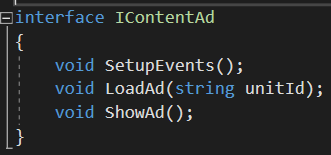 interface IContentAd
{
    void SetupEvents();
    void LoadAd(string unitId);
    void ShowAd();
}